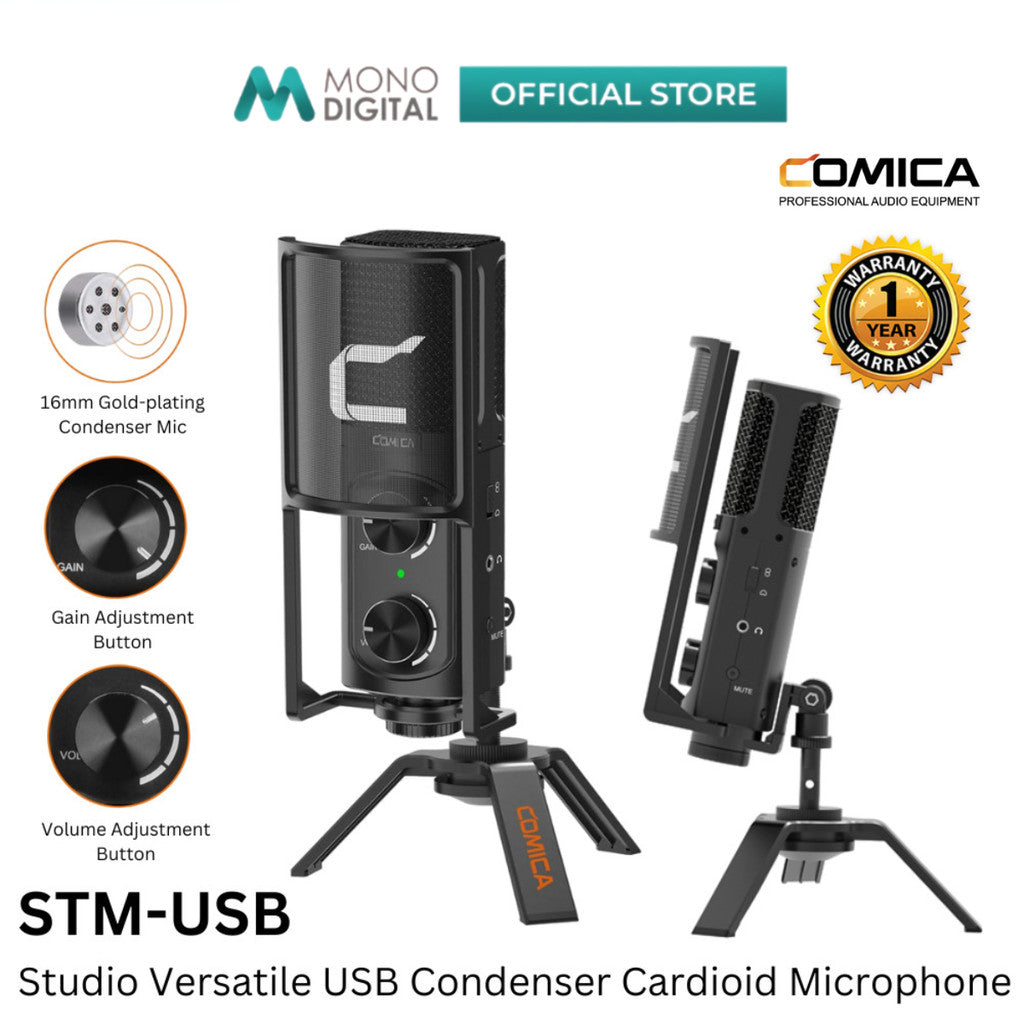 MONO
DIGITAL
OFFICIAL STORE
COMICA
PROFESSIONAL AUDIO EQUIPMENT
WARRANTY
1
YEAR
WARRANTY
16mm Gold-plating
Condenser Mic
COMICA
GAIN
MUTE
MUTE
GAIN
Gain Adjustment
Button
VOL
Volume Adjustment
Button
COMICA
STM-USB
Studio Versatile USB Condenser Cardioid Microphone